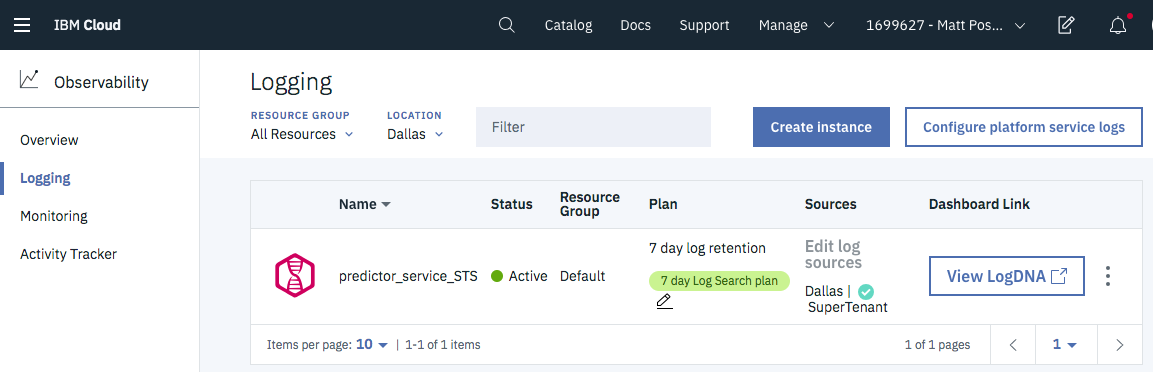 IBM Cloud
Catalog
Docs
Support
Manage
1699627 - Matt Pos...
Observability
Overview
Logging
Monitoring
Activity Tracker
Logging
RESOURCE GROUP
All Resources
LOCATION
Dallas
Filter
Create instance
Configure platform service logs
Name
Status
Resource
Group
Plan
Sources
Dashboard Link
predictor_service_STS
Active
Default
7 day log retention
7 day Log Search plan
Edit log
sources
Dallas |
SuperTenant
View LogDNA
Items per page: 10 | 1-1 of 1 items
1 of 1 pages
1